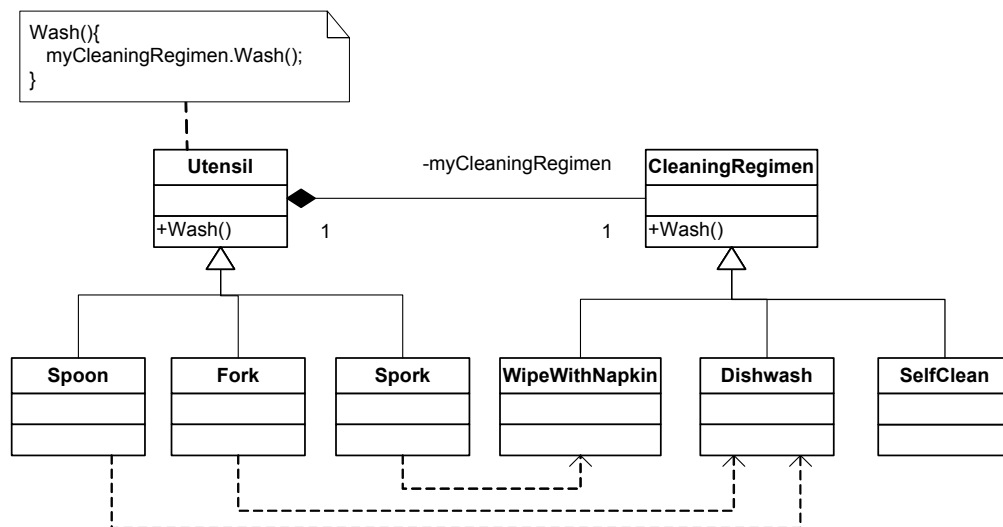 Wash(){
myCleaningRegimen.Wash();
}
Utensil
-myCleaningRegimen
CleaningRegimen
+Wash()
1
1
+Wash()
Spoon
Fork
Spork
WipeWithNapkin
Dishwash
SelfClean